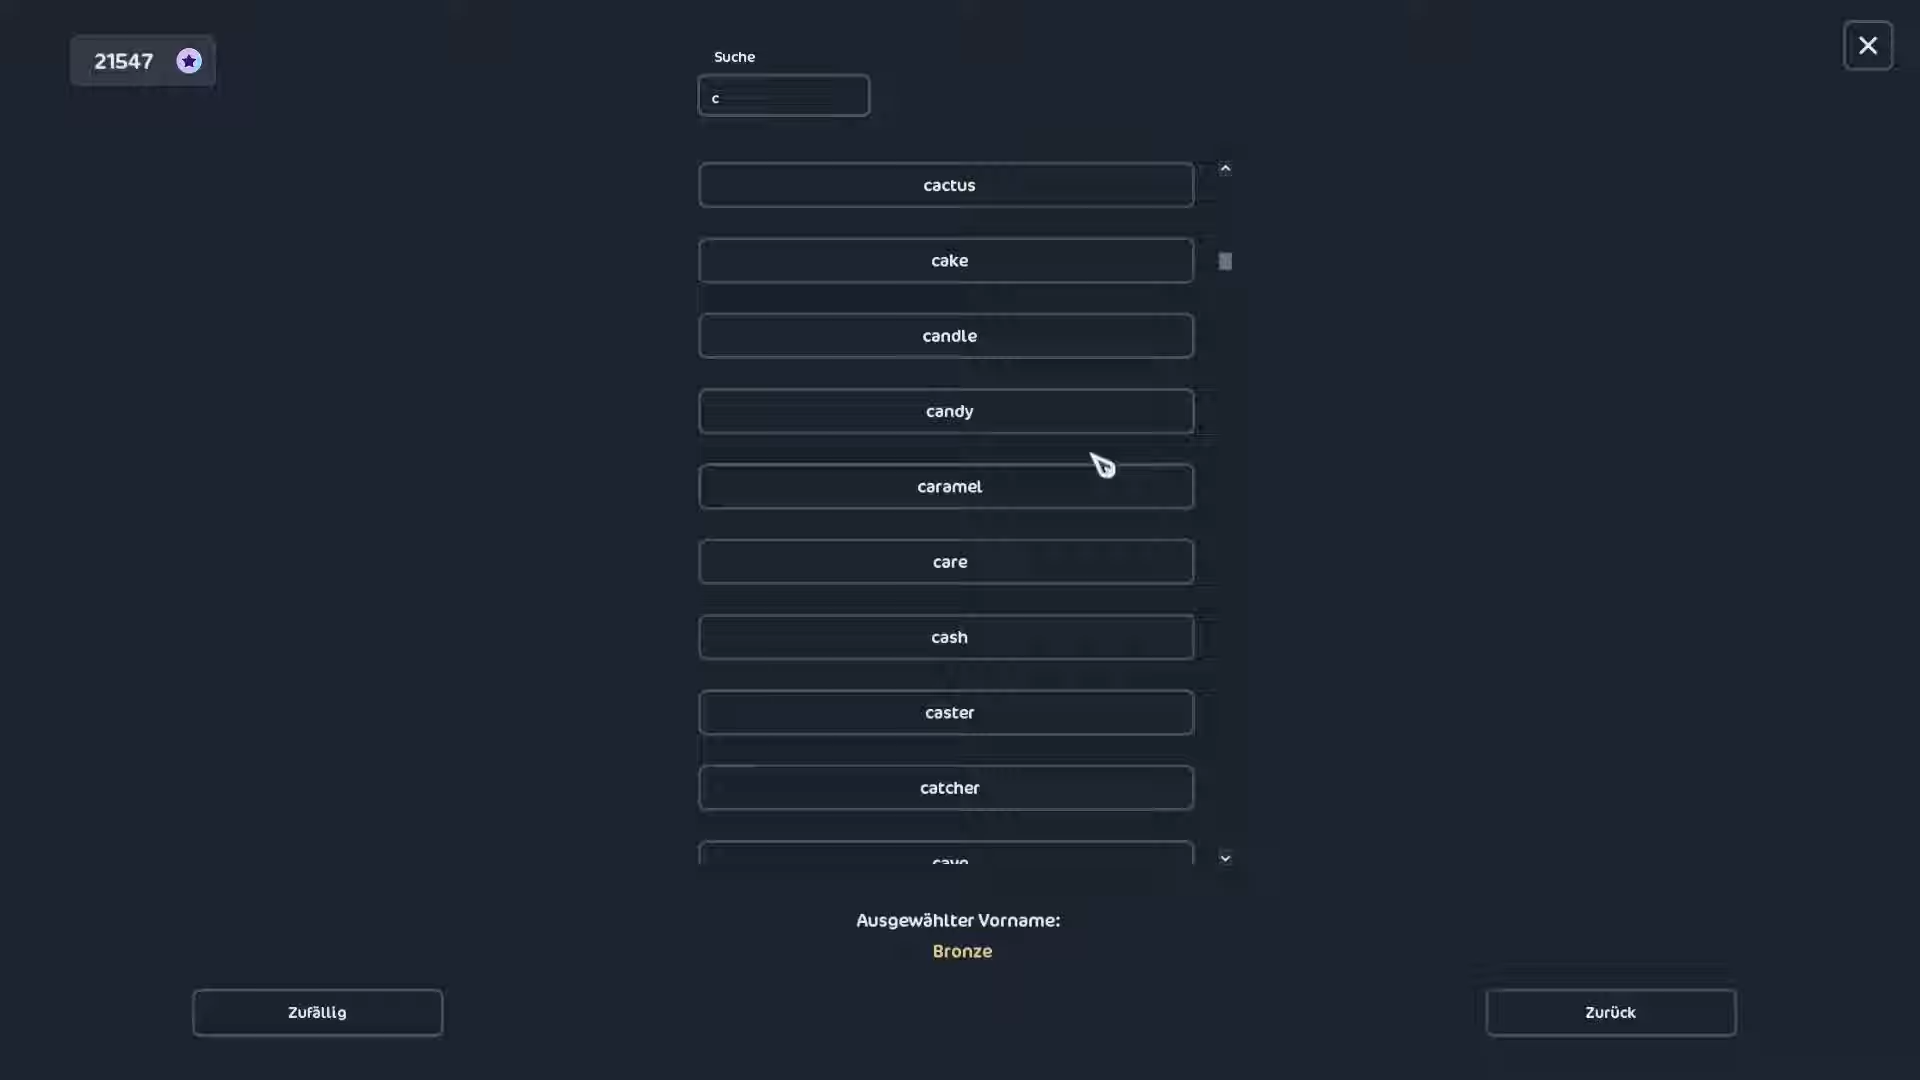 21547
Suche
c
cactus
cake
candle
candy
caramel
care
cash
caster
catcher
Ausgewählter Vorname:
Bronze
Zufällig
Zurück